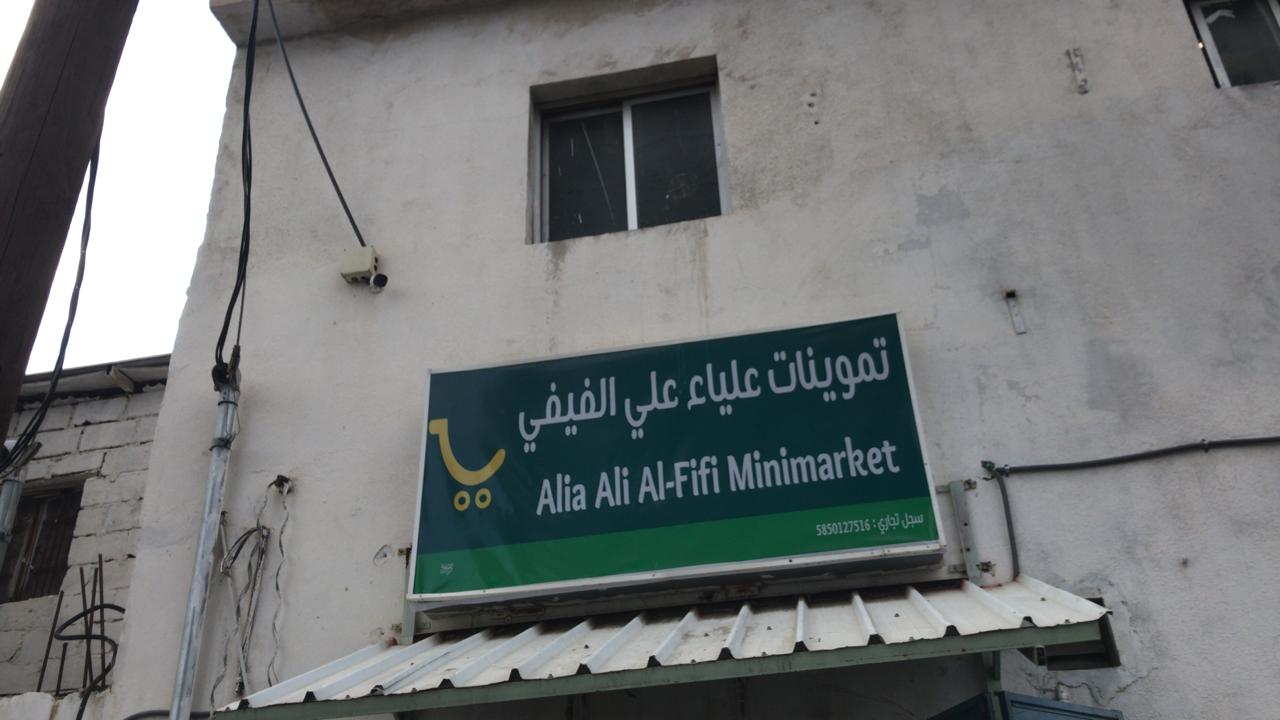 تموينات علياء علي الفيفي
Alia Ali Al-Fifi Minimarket
سجل تجاري : 5850127516